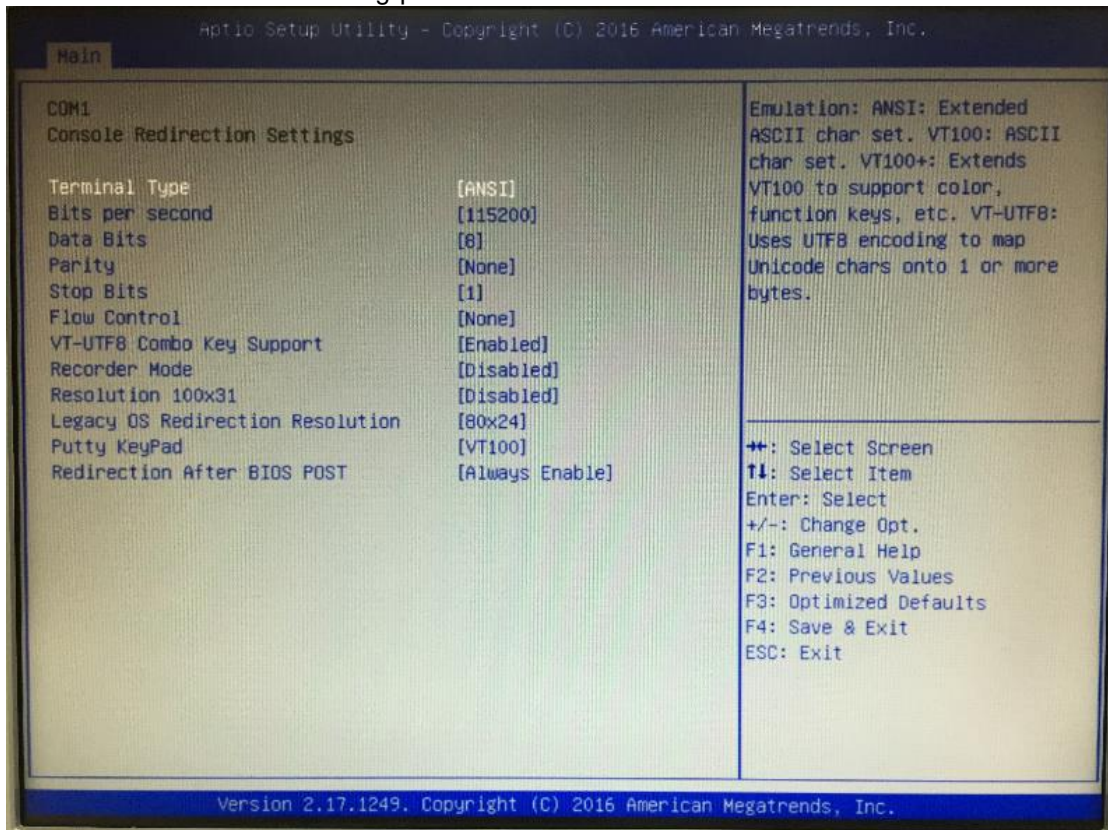 Aptio Setup Utility - Copyright (C) 2016 American Megatrends, Inc.
Main
COM1
Console Redirection Settings
Terminal Type [ANSI]
Bits per second [115200]
Data Bits [8]
Parity [None]
Stop Bits [1]
Flow Control [None]
VT-UTF8 Combo Key Support [Enabled]
Recorder Mode [Disabled]
Resolution 100x31 [Disabled]
Legacy OS Redirection Resolution [80x24]
Putty KeyPad [VT100]
Redirection After BIOS POST [Always Enable]
Emulation: ANSI: Extended
ASCII char set. VT100: ASCII
char set. VT100+: Extends
VT100 to support color,
function keys, etc. VT-UTF8:
Uses UTF8 encoding to map
Unicode chars onto 1 or more
bytes.
→←: Select Screen
↑↓: Select Item
Enter: Select
+/-: Change Opt.
F1: General Help
F2: Previous Values
F3: Optimized Defaults
F4: Save & Exit
ESC: Exit
Version 2.17.1249. Copyright (C) 2016 American Megatrends, Inc.